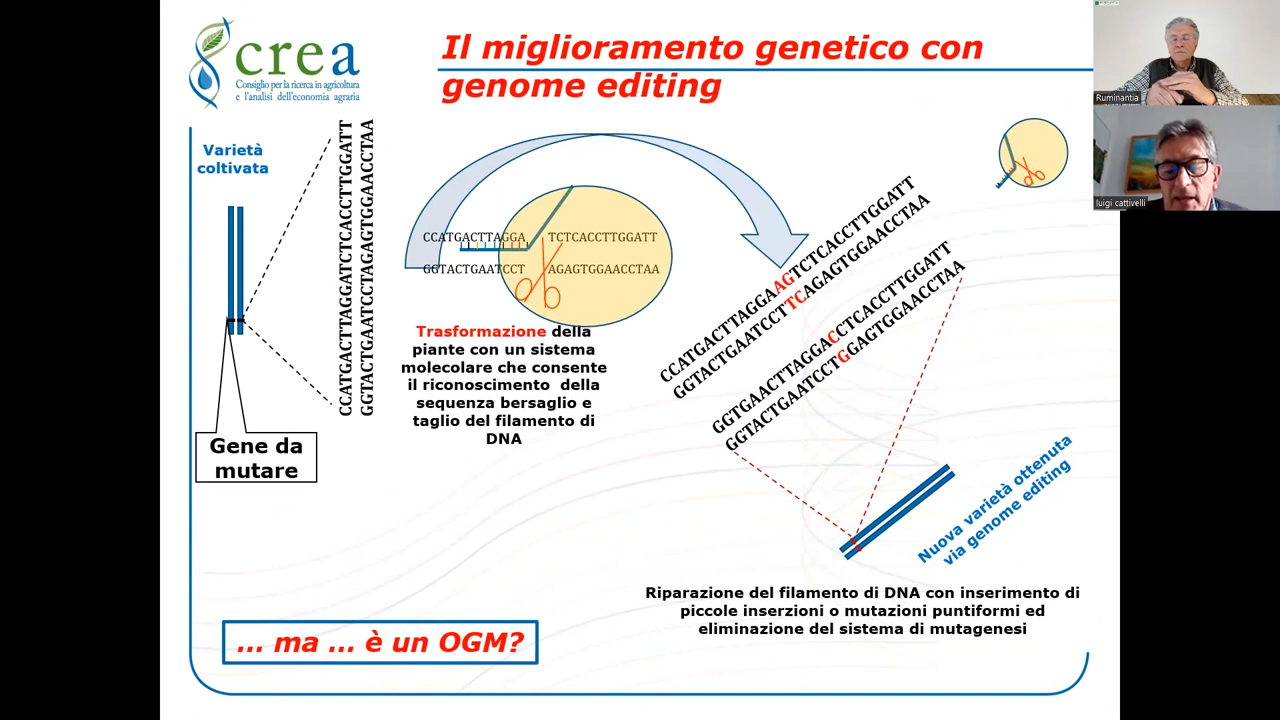 crea
Consiglio per la ricerca in agricoltura
e l'analisi dell'economia agraria
Il miglioramento genetico con
genome editing
Ruminantia
luigi cattivelli
Varietà
coltivata
CCATGACTTAGGATCTCACCTTGGATT
GGTACTGAATCCTAGAGTGGAACCTAA
Gene da
mutare
CCATGACTTAGGA TCTCACCTTGGATT
GGTACTGAATCCT AGAGTGGAACCTAA
Trasformazione della
piante con un sistema
molecolare che consente
il riconoscimento della
sequenza bersaglio e
taglio del filamento di
DNA
CCATGACTTAGGAAGTCTCACCTTGGATT
GGTACTGAATCCTTCAGAGTGGAACCTAA
GGTGAACTTAGGACCTCACCTTGGATT
GGTACTGAATCCTGGAGTGGAACCTAA
Nuova varietà ottenuta
via genome editing
Riparazione del filamento di DNA con inserimento di
piccole inserzioni o mutazioni puntiformi ed
eliminazione del sistema di mutagenesi
... ma ... è un OGM?